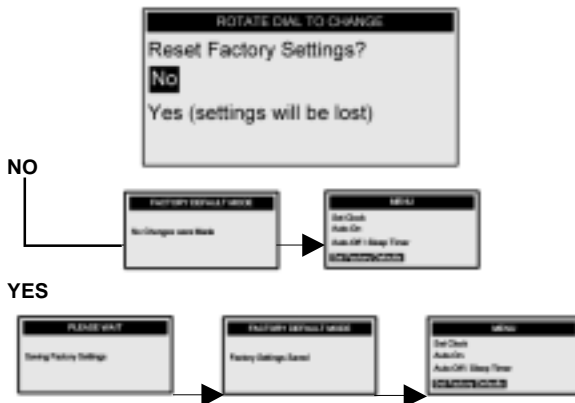 ROTATE DIAL TO CHANGE
Reset Factory Settings?
No
Yes (settings will be lost)
NO
FACTORY DEFAULT MODE
No Changes were Made
MENU
Set Clock
Auto On
Auto Off / Sleep Timer
Set Factory Defaults
YES
PLEASE WAIT
Saving Factory Settings
FACTORY DEFAULT MODE
Factory Settings Saved
MENU
Set Clock
Auto On
Auto Off / Sleep Timer
Set Factory Defaults